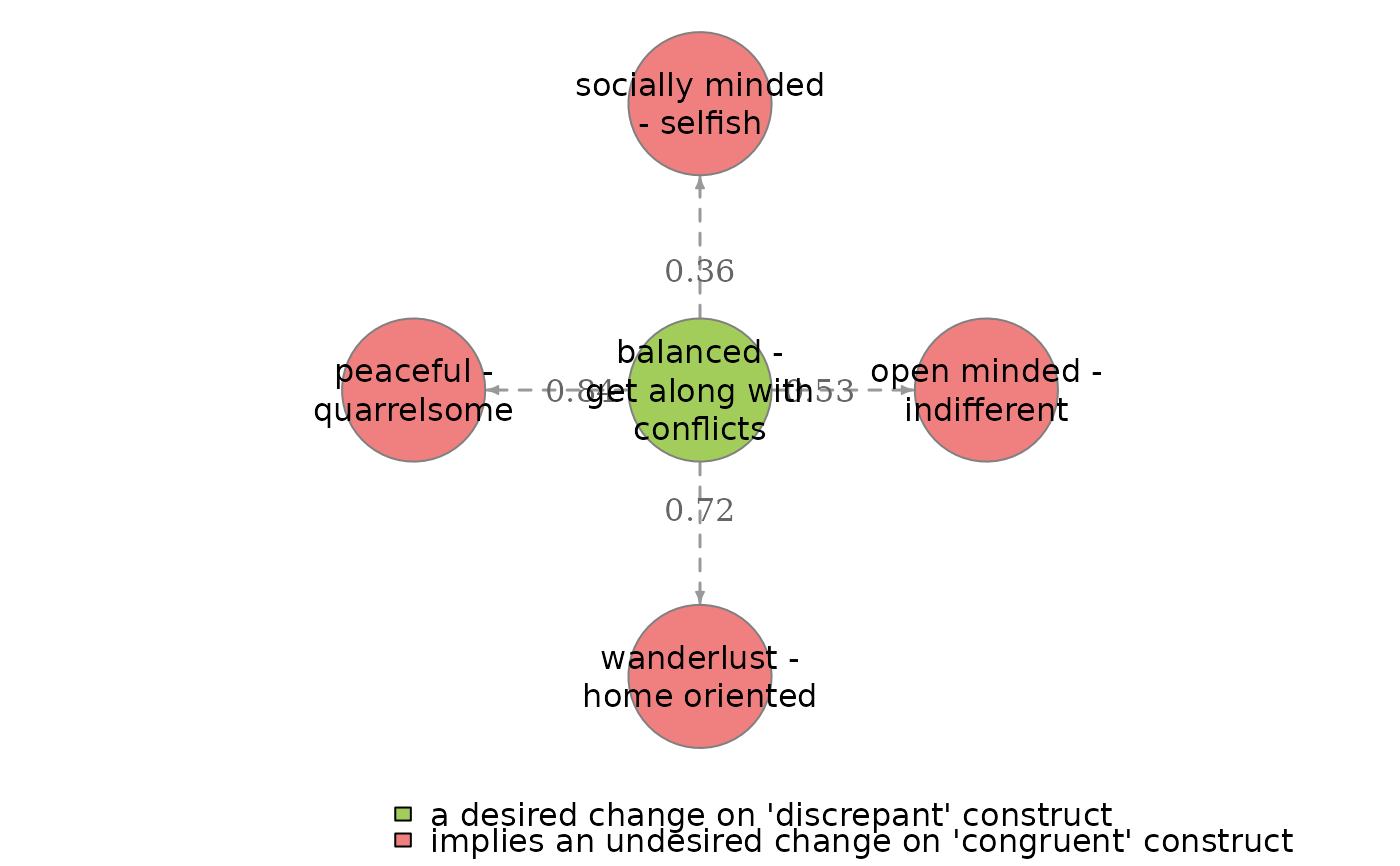 socially minded
- selfish
0.36
peaceful -
quarrelsome
0.84
balanced -
get along with
conflicts
0.53
open minded -
indifferent
0.72
wanderlust -
home oriented
a desired change on 'discrepant' construct
implies an undesired change on 'congruent' construct